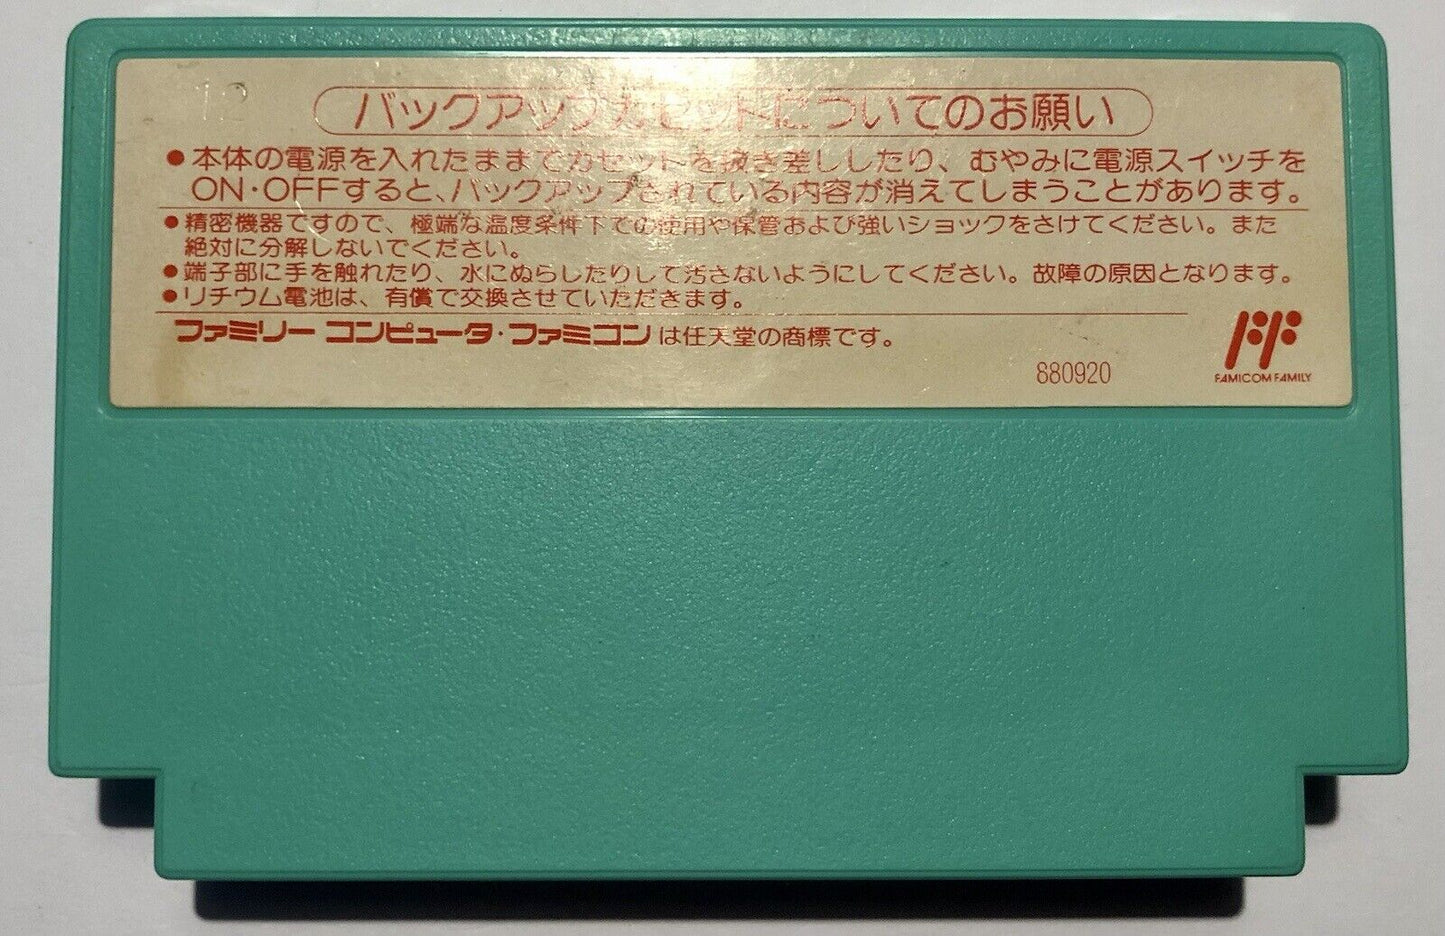 12
バックアップカセットについてのお願い
●本体の電源を入れたままでカセットを抜き差ししたり、むやみに電源スイッチを
ON・OFFすると、バックアップされている内容が消えてしまうことがあります。
●精密機器ですので、極端な温度条件下での使用や保管および強いショックをさけてください。また
絶対に分解しないでください。
●端子部に手を触れたり、水にぬらしたりして汚さないようにしてください。故障の原因となります。
●リチウム電池は、有償で交換させていただきます。
ファミリー コンピュータ・ファミコンは任天堂の商標です。
880920
FAMICOM FAMILY